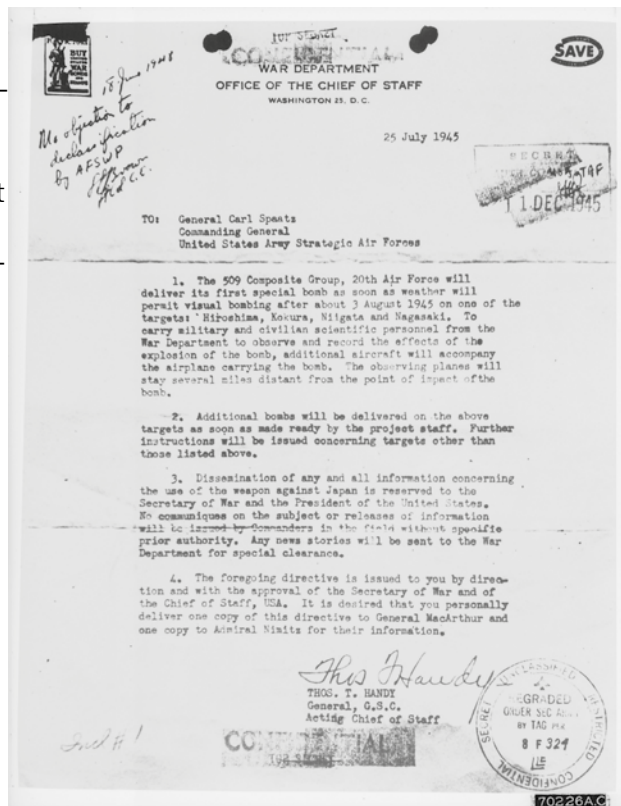 TOP SECRET
CONFIDENTIAL
WAR DEPARTMENT
OFFICE OF THE CHIEF OF STAFF
WASHINGTON 25, D.C.
BUY
WAR
SAVE
18 June 1948
No objection to
declassification
by AFSWP
25 July 1945
SECRET
11 DEC 1945
TO: General Carl Spaatz
Commanding General
United States Army Strategic Air Forces
1. The 509 Composite Group, 20th Air Force will
deliver its first special bomb as soon as weather will
permit visual bombing after about 3 August 1945 on one of the
targets: Hiroshima, Kokura, Niigata and Nagasaki. To
carry military and civilian scientific personnel from the
War Department to observe and record the effects of the
explosion of the bomb, additional aircraft will accompany
the airplane carrying the bomb. The observing planes will
stay several miles distant from the point of impact ofthe
bomb.
2. Additional bombs will be delivered on the above
targets as soon as made ready by the project staff. Further
instructions will be issued concerning targets other than
those listed above.
3. Dissemination of any and all information concerning
the use of the weapon against Japan is reserved to the
Secretary of War and the President of the United States.
No communiques on the subject or releases of information
will be issued by Commanders in the field without specific
prior authority. Any news stories will be sent to the War
Department for special clearance.
4. The foregoing directive is issued to you by direc-
tion and with the approval of the Secretary of War and of
the Chief of Staff, USA. It is desired that you personally
deliver one copy of this directive to General MacArthur and
one copy to Admiral Nimitz for their information.
Thos T Handy
THOS. T. HANDY
General, G.S.C.
Acting Chief of Staff
UNCLASSIFIED
RESTRICTED
CONFIDENTIAL
SECRET
ORDER SEC ARMY
BY TAG PER
8 F 321
Incl # 1
CONFIDENTIAL
TOP SECRET
70226AC